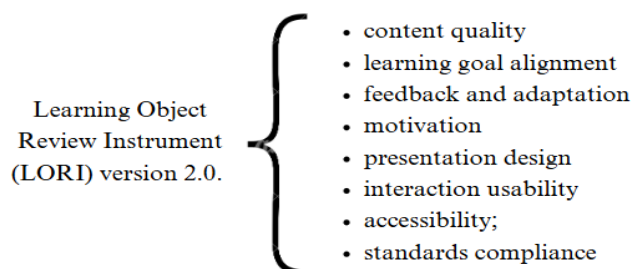 Learning Object
Review Instrument
(LORI) version 2.0.
• content quality
• learning goal alignment
• feedback and adaptation
• motivation
• presentation design
• interaction usability
• accessibility;
• standards compliance